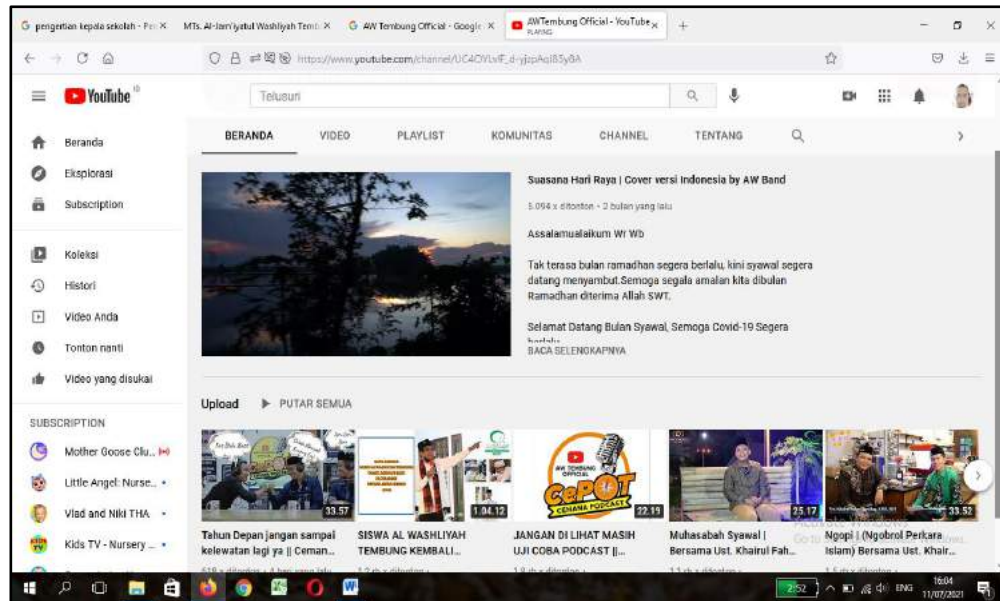 pengertian kepala sekolah - Pen
MTs. Al-Jam'iyatul Washliyah Temb
AW Tembung Official - Google
AWTembung Official - YouTube
PLAYING
https://www.youtube.com/channel/
YouTube ID
Telusuri
BERANDA VIDEO PLAYLIST KOMUNITAS CHANNEL TENTANG
Beranda
Eksplorasi
Subscription
Koleksi
Histori
Video Anda
Tonton nanti
Video yang disukai
SUBSCRIPTION
Mother Goose Clu...
Little Angel: Nurse...
Vlad and Niki THA
Kids TV - Nursery ...
Suasana Hari Raya | Cover versi Indonesia by AW Band
5.094 x ditonton - 2 bulan yang lalu
Assalamualaikum Wr Wb
Tak terasa bulan ramadhan segera berlalu, kini syawal segera
datang menyambut.Semoga segala amalan kita dibulan
Ramadhan diterima Allah SWT.
Selamat Datang Bulan Syawal, Semoga Covid-19 Segera
berlalu
BACA SELENGKAPNYA
Upload PUTAR SEMUA
33.57
1.04.12
AW TEMBUNG
OFFICIAL
CePOT
CEMANA PODCAST
22.19
25.17
33.52
Tahun Depan jangan sampai
kelewatan lagi ya || Ceman...
SISWA AL WASHLIYAH
TEMBUNG KEMBALI...
JANGAN DI LIHAT MASIH
UJI COBA PODCAST ||...
Muhasabah Syawal |
Bersama Ust. Khairul Fah...
Ngopi | (Ngobrol Perkara
Islam) Bersama Ust. Khair...
Activate Windows
2:52
ENG
16:04
11/07/2021